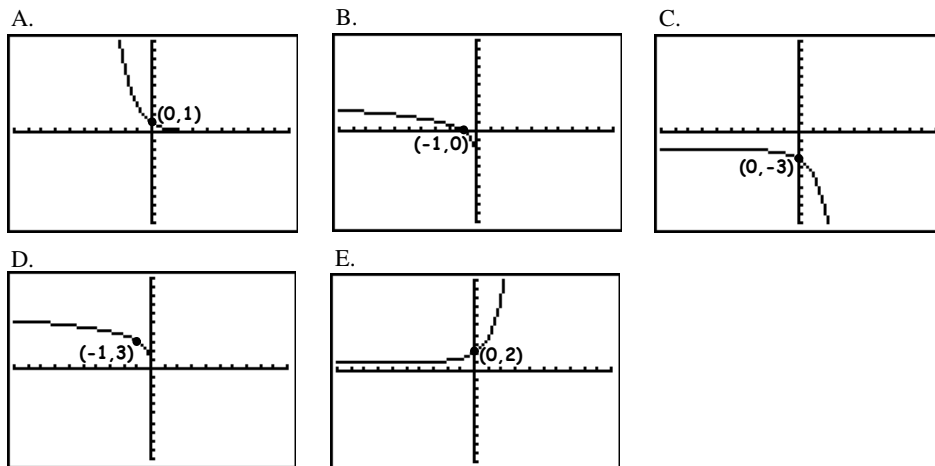 A.
B.
C.
(0,1)
(-1,0)
(0,-3)
D.
E.
(-1,3)
(0,2)